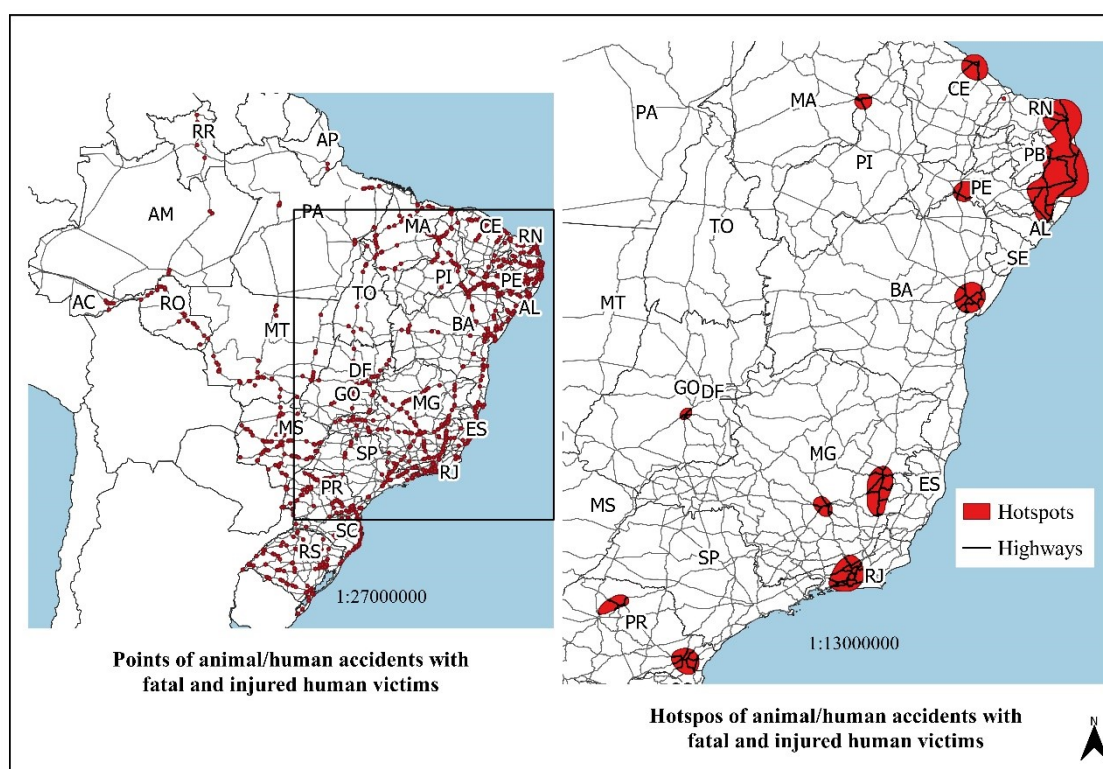 RR
AP
AM
PA
MA
CE
RN
PI
PE
AC
RO
TO
AL
MT
BA
DF
GO
MG
MS
ES
SP
RJ
PR
SC
RS
1:27000000
Points of animal/human accidents with
fatal and injured human victims
CE
PA
MA
RN
PB
PI
PE
TO
AL
SE
BA
MT
GO
DF
MG
ES
MS
SP
RJ
PR
Hotspots
Highways
1:13000000
Hotspos of animal/human accidents with
fatal and injured human victims
N